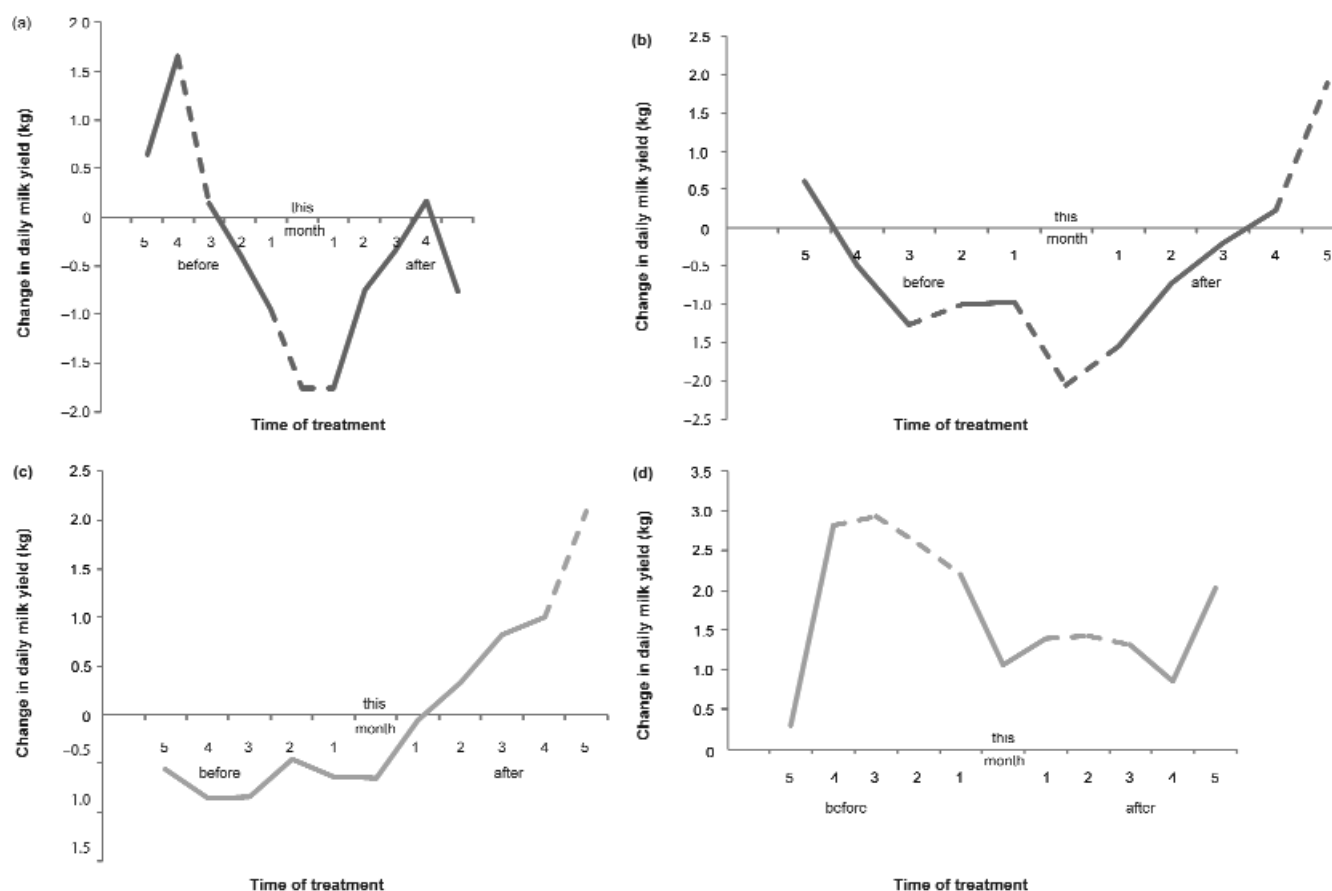 (a)
2.0
1.5
1.0
0.5
0
−0.5
−1.0
−1.5
−2.0
Change in daily milk yield (kg)
this
month
5 4 3 2 1 1 2 3 4
before after
Time of treatment
(b)
2.5
2.0
1.5
1.0
0.5
0
−0.5
−1.0
−1.5
−2.0
−2.5
Change in daily milk yield (kg)
this
month
5 4 3 2 1 1 2 3 4 5
before after
Time of treatment
(c)
2.5
2.0
1.5
1.0
0.5
0
−0.5
1.0
1.5
Change in daily milk yield (kg)
this
month
5 4 3 2 1 1 2 3 4 5
before after
Time of treatment
(d)
3.5
3.0
2.5
2.0
1.5
1.0
0.5
0
Change in daily milk yield (kg)
this
month
5 4 3 2 1 1 2 3 4 5
before after
Time of treatment